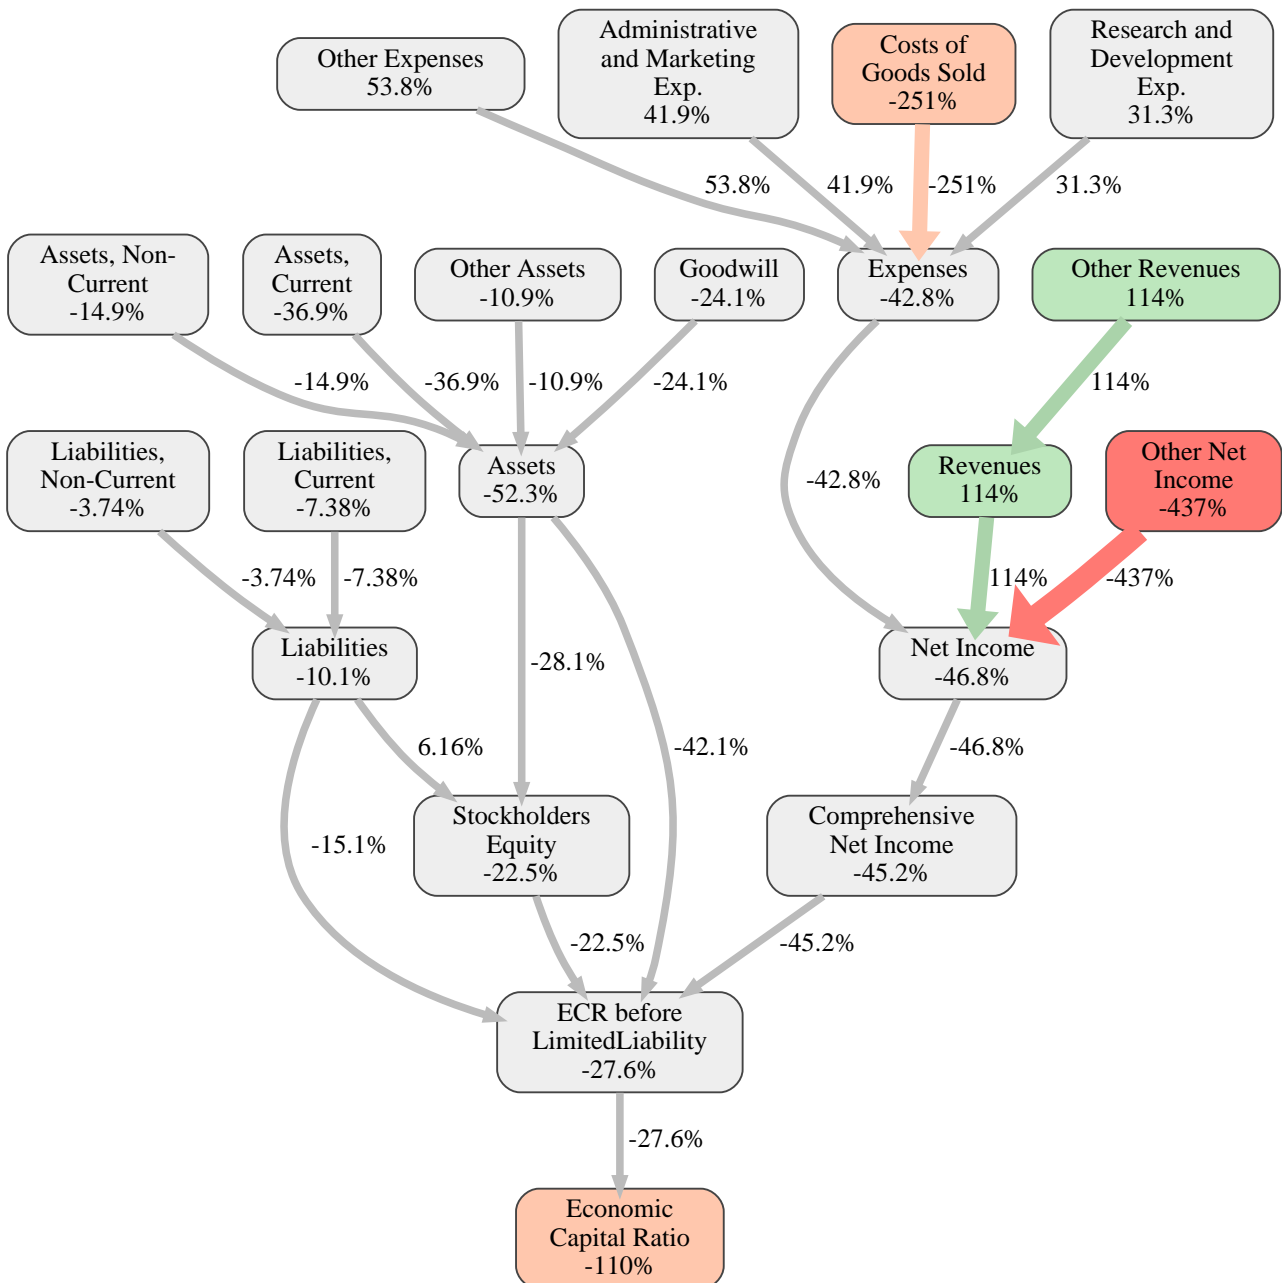 Other Expenses
53.8%
Administrative
and Marketing
Exp.
41.9%
Costs of
Goods Sold
-251%
Research and
Development
Exp.
31.3%
53.8%
41.9%
-251%
31.3%
Assets, Non-
Current
-14.9%
Assets,
Current
-36.9%
Other Assets
-10.9%
Goodwill
-24.1%
Expenses
-42.8%
Other Revenues
114%
-14.9%
-36.9%
-10.9%
-24.1%
114%
Liabilities,
Non-Current
-3.74%
Liabilities,
Current
-7.38%
Assets
-52.3%
-42.8%
Revenues
114%
Other Net
Income
-437%
-3.74%
-7.38%
114%
-437%
Liabilities
-10.1%
-28.1%
Net Income
-46.8%
6.16%
-42.1%
-46.8%
-15.1%
Stockholders
Equity
-22.5%
Comprehensive
Net Income
-45.2%
-22.5%
-45.2%
ECR before
LimitedLiability
-27.6%
-27.6%
Economic
Capital Ratio
-110%